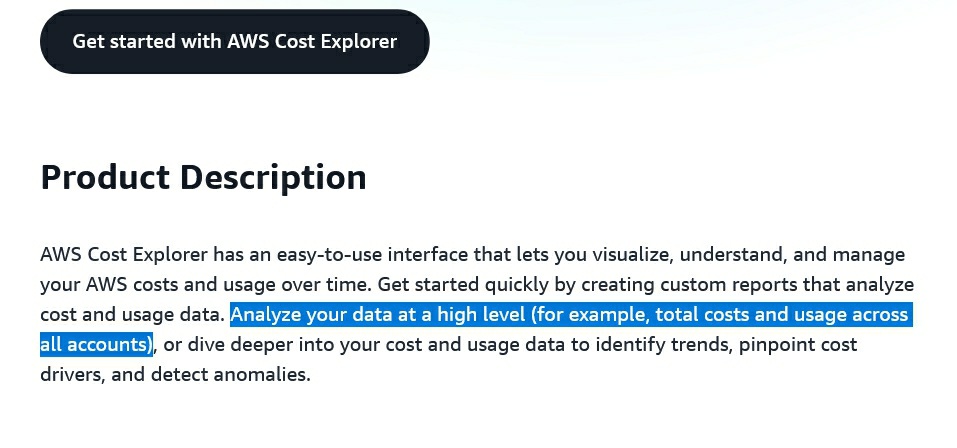 Get started with AWS Cost Explorer
Product Description
AWS Cost Explorer has an easy-to-use interface that lets you visualize, understand, and manage
your AWS costs and usage over time. Get started quickly by creating custom reports that analyze
cost and usage data. Analyze your data at a high level (for example, total costs and usage across
all accounts), or dive deeper into your cost and usage data to identify trends, pinpoint cost
drivers, and detect anomalies.